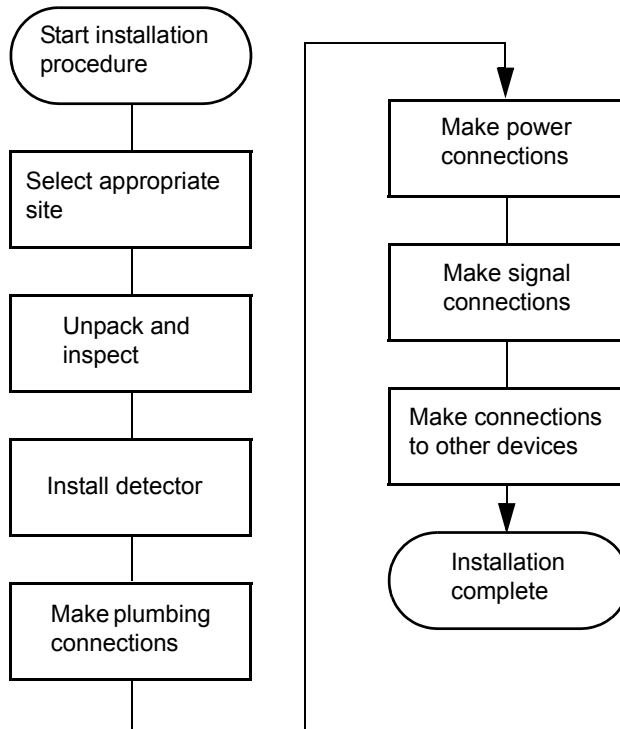 Start installation
procedure
Select appropriate
site
Unpack and
inspect
Install detector
Make plumbing
connections
Make power
connections
Make signal
connections
Make connections
to other devices
Installation
complete